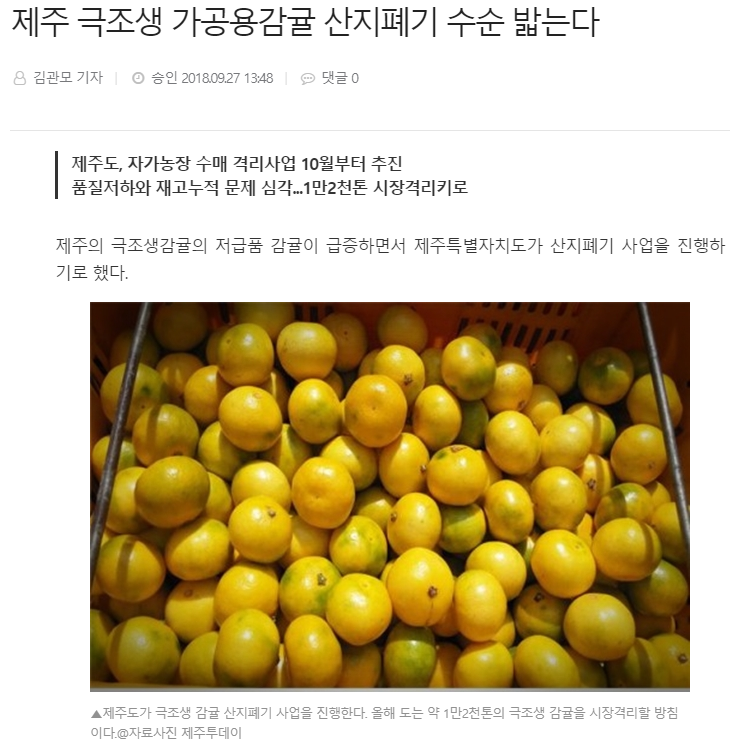 제주 극조생 가공용감귤 산지폐기 수순 밟는다
김관모 기자 | 승인 2018.09.27 13:48 | 댓글 0
제주도, 자가농장 수매 격리사업 10월부터 추진
품질저하와 재고누적 문제 심각...1만2천톤 시장격리키로
제주의 극조생감귤의 저급품 감귤이 급증하면서 제주특별자치도가 산지폐기 사업을 진행하
기로 했다.
▲제주도가 극조생 감귤 산지폐기 사업을 진행한다. 올해 도는 약 1만2천톤의 극조생 감귤을 시장격리할 방침
이다.@자료사진 제주투데이